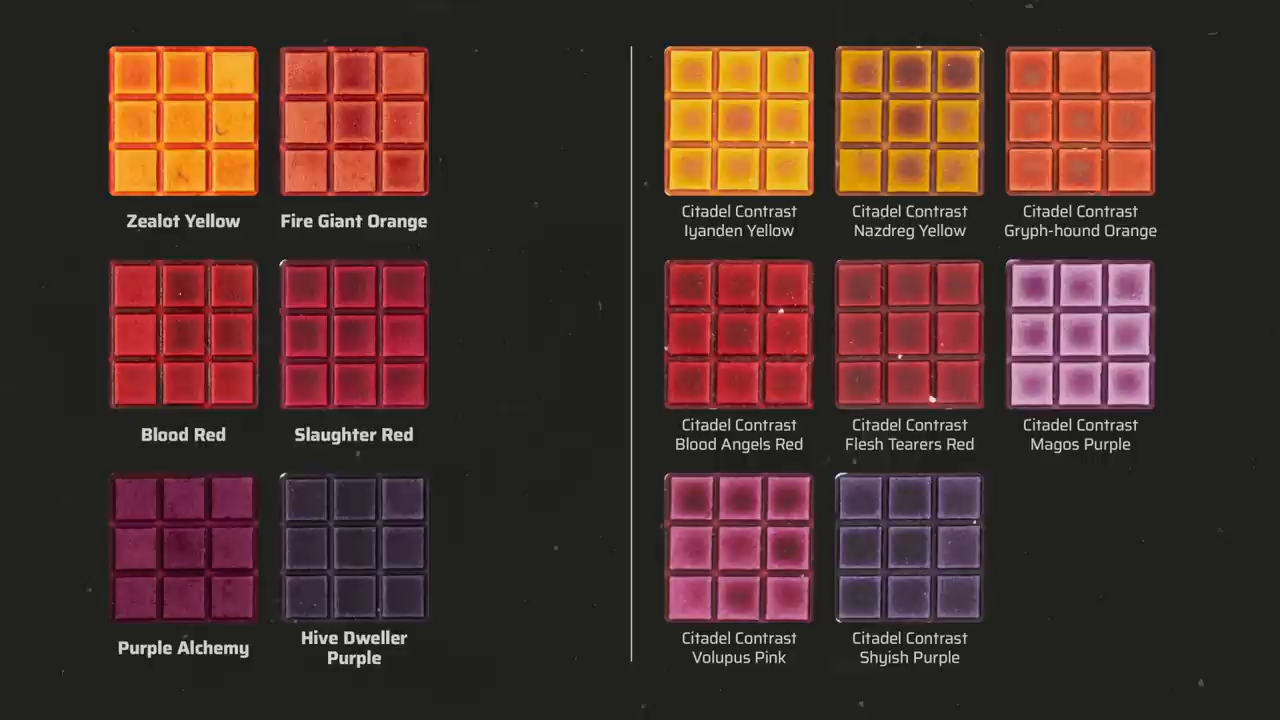 Zealot Yellow
Fire Giant Orange
Citadel Contrast
Iyanden Yellow
Citadel Contrast
Nazdreg Yellow
Citadel Contrast
Gryph-hound Orange
Blood Red
Slaughter Red
Citadel Contrast
Blood Angels Red
Citadel Contrast
Flesh Tearers Red
Citadel Contrast
Magos Purple
Purple Alchemy
Hive Dweller
Purple
Citadel Contrast
Volupus Pink
Citadel Contrast
Shyish Purple